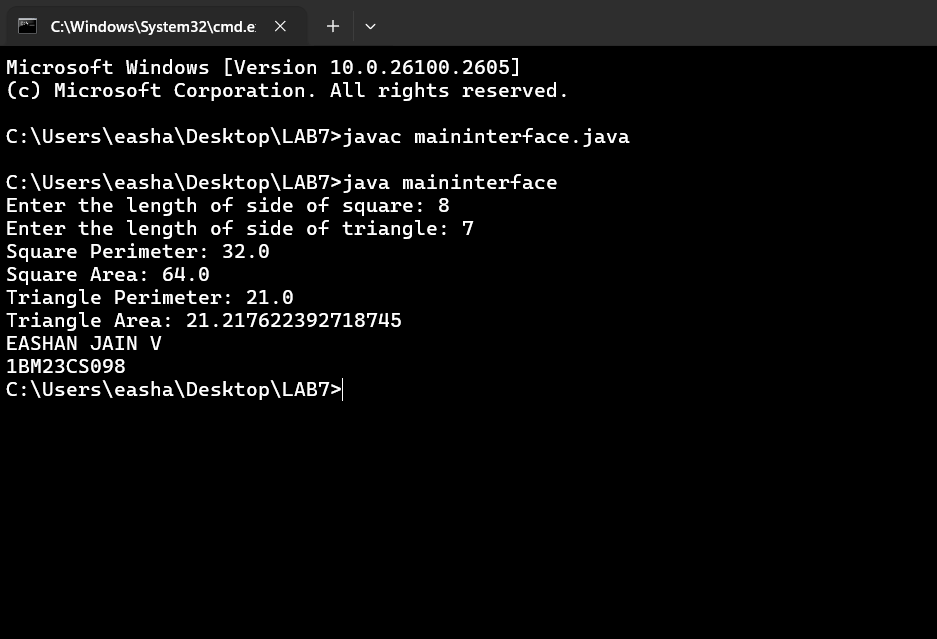 C:\Windows\System32\cmd.e
Microsoft Windows [Version 10.0.26100.2605]
(c) Microsoft Corporation. All rights reserved.
C:\Users\easha\Desktop\LAB7>javac maininterface.java
C:\Users\easha\Desktop\LAB7>java maininterface
Enter the length of side of square: 8
Enter the length of side of triangle: 7
Square Perimeter: 32.0
Square Area: 64.0
Triangle Perimeter: 21.0
Triangle Area: 21.217622392718745
EASHAN JAIN V
1BM23CS098
C:\Users\easha\Desktop\LAB7>